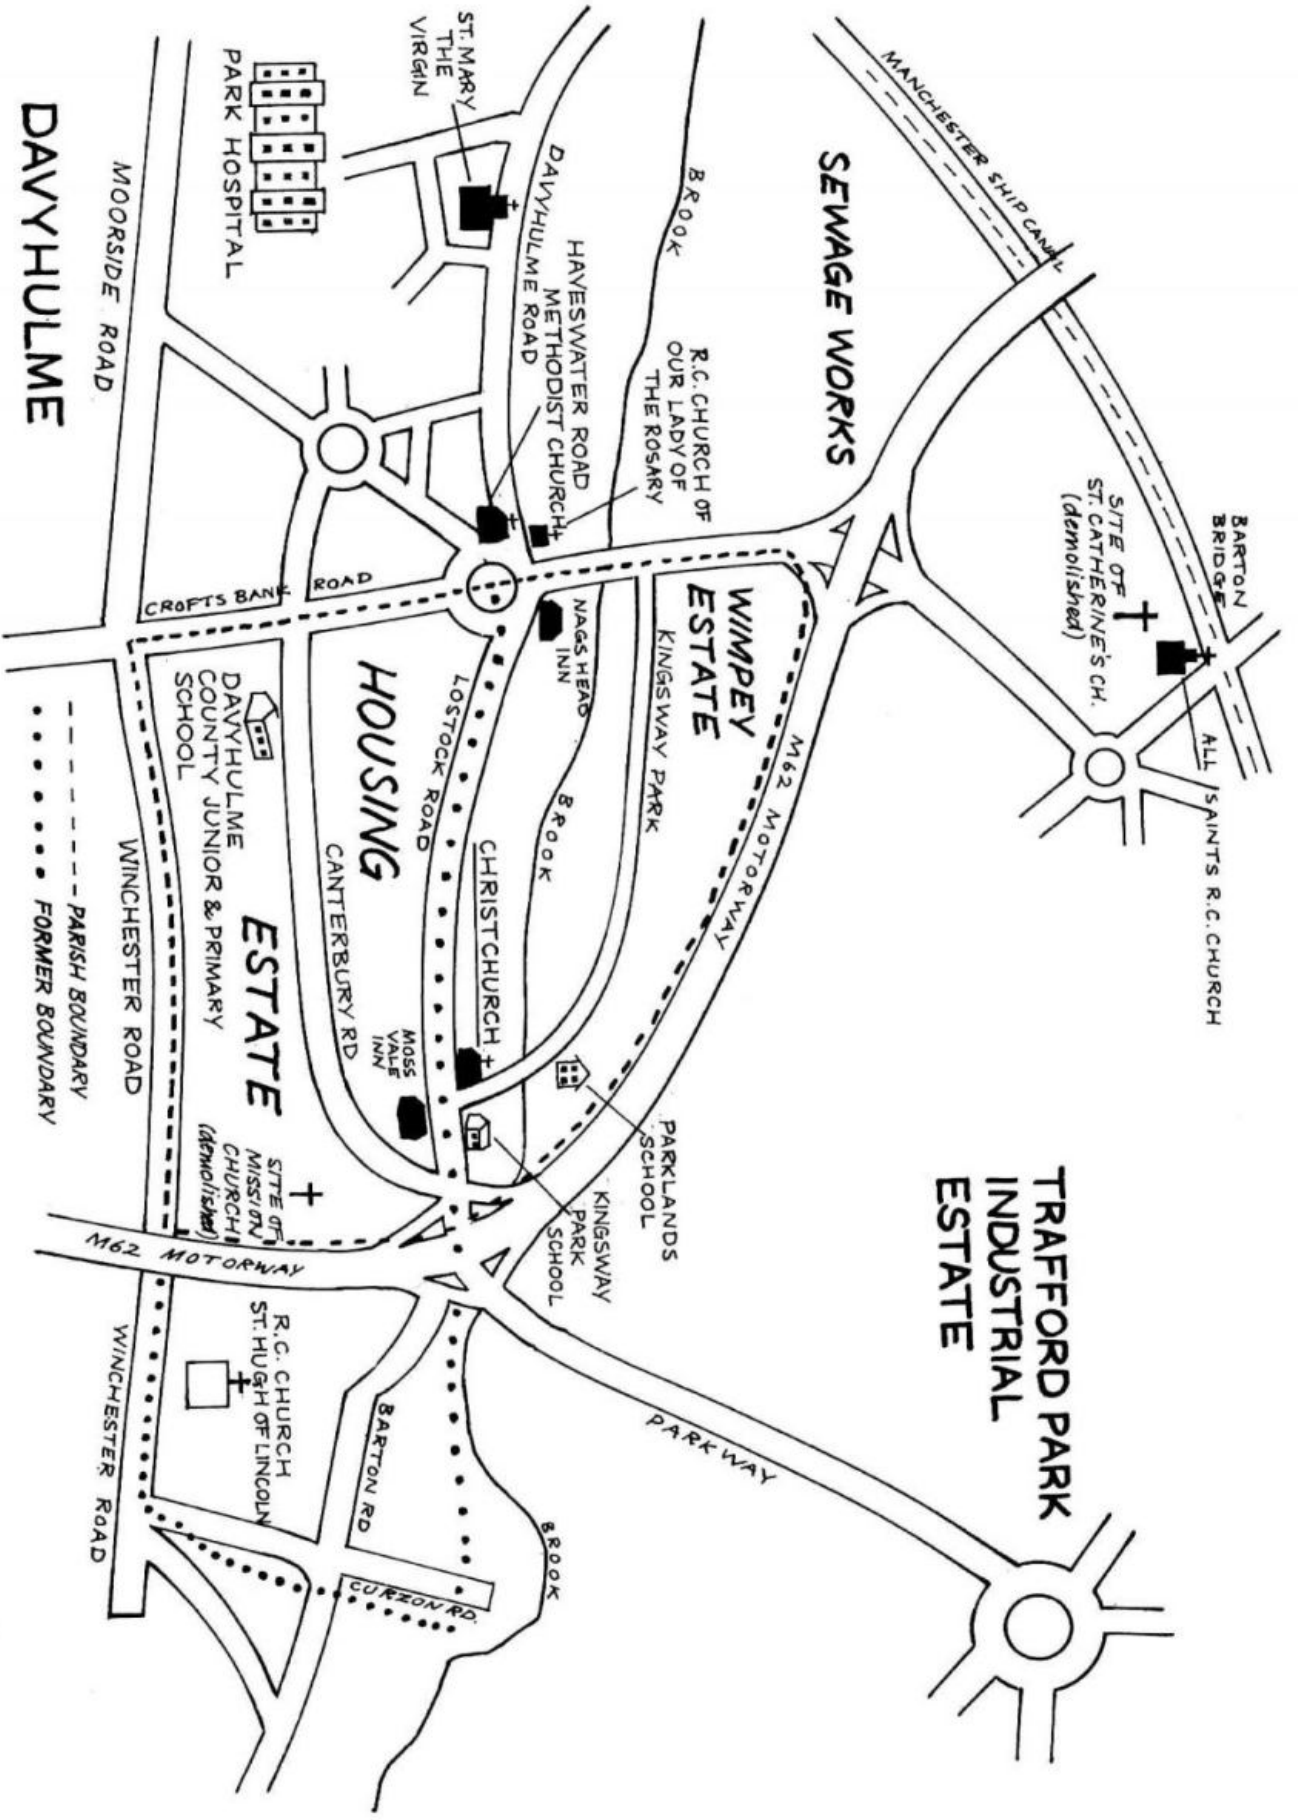 MANCHESTER SHIP CANAL
BARTON
BRIDGE
SITE OF
ST. CATHERINE'S CH.
(demolished)
ALL SAINTS R.C. CHURCH
SEWAGE WORKS
TRAFFORD PARK
INDUSTRIAL
ESTATE
BROOK
ST. MARY
THE
VIRGIN
DAVYHULME ROAD
HAYESWATER ROAD
METHODIST CHURCH
R.C. CHURCH OF
OUR LADY OF
THE ROSARY
WIMPEY
ESTATE
M62 MOTORWAY
KINGSWAY PARK
NAGS HEAD
INN
BROOK
PARKLANDS
SCHOOL
KINGSWAY
PARK
SCHOOL
PARKWAY
BROOK
PARK HOSPITAL
CROFTS BANK ROAD
LOSTOCK ROAD
CHRISTCHURCH
HOUSING
ESTATE
MOSS
VALE
INN
CANTERBURY RD
DAVYHULME
COUNTY JUNIOR & PRIMARY
SCHOOL
SITE OF
MISSION
CHURCH
(demolished)
M62 MOTORWAY
BARTON RD
CURZON RD.
R.C. CHURCH
ST. HUGH OF LINCOLN
MOORSIDE ROAD
WINCHESTER ROAD
WINCHESTER ROAD
DAVYHULME
PARISH BOUNDARY
FORMER BOUNDARY